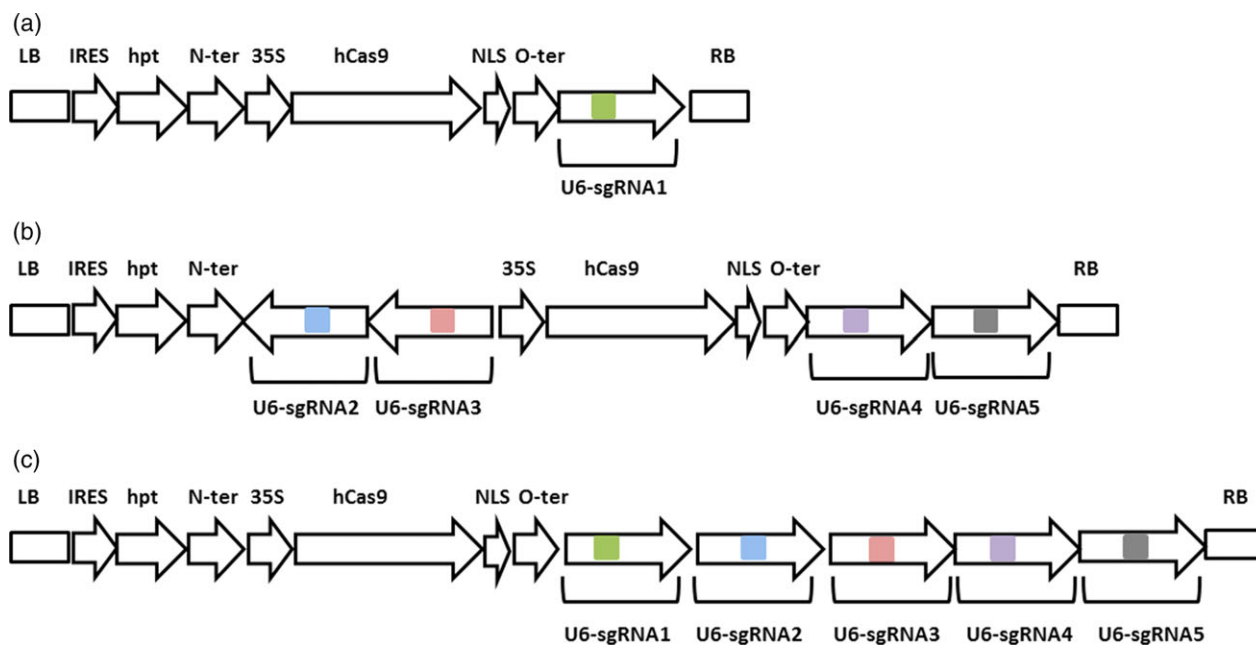 (a)
LB IRES hpt N-ter 35S hCas9 NLS O-ter RB
U6-sgRNA1
(b)
LB IRES hpt N-ter 35S hCas9 NLS O-ter RB
U6-sgRNA2 U6-sgRNA3 U6-sgRNA4 U6-sgRNA5
(c)
LB IRES hpt N-ter 35S hCas9 NLS O-ter RB
U6-sgRNA1 U6-sgRNA2 U6-sgRNA3 U6-sgRNA4 U6-sgRNA5